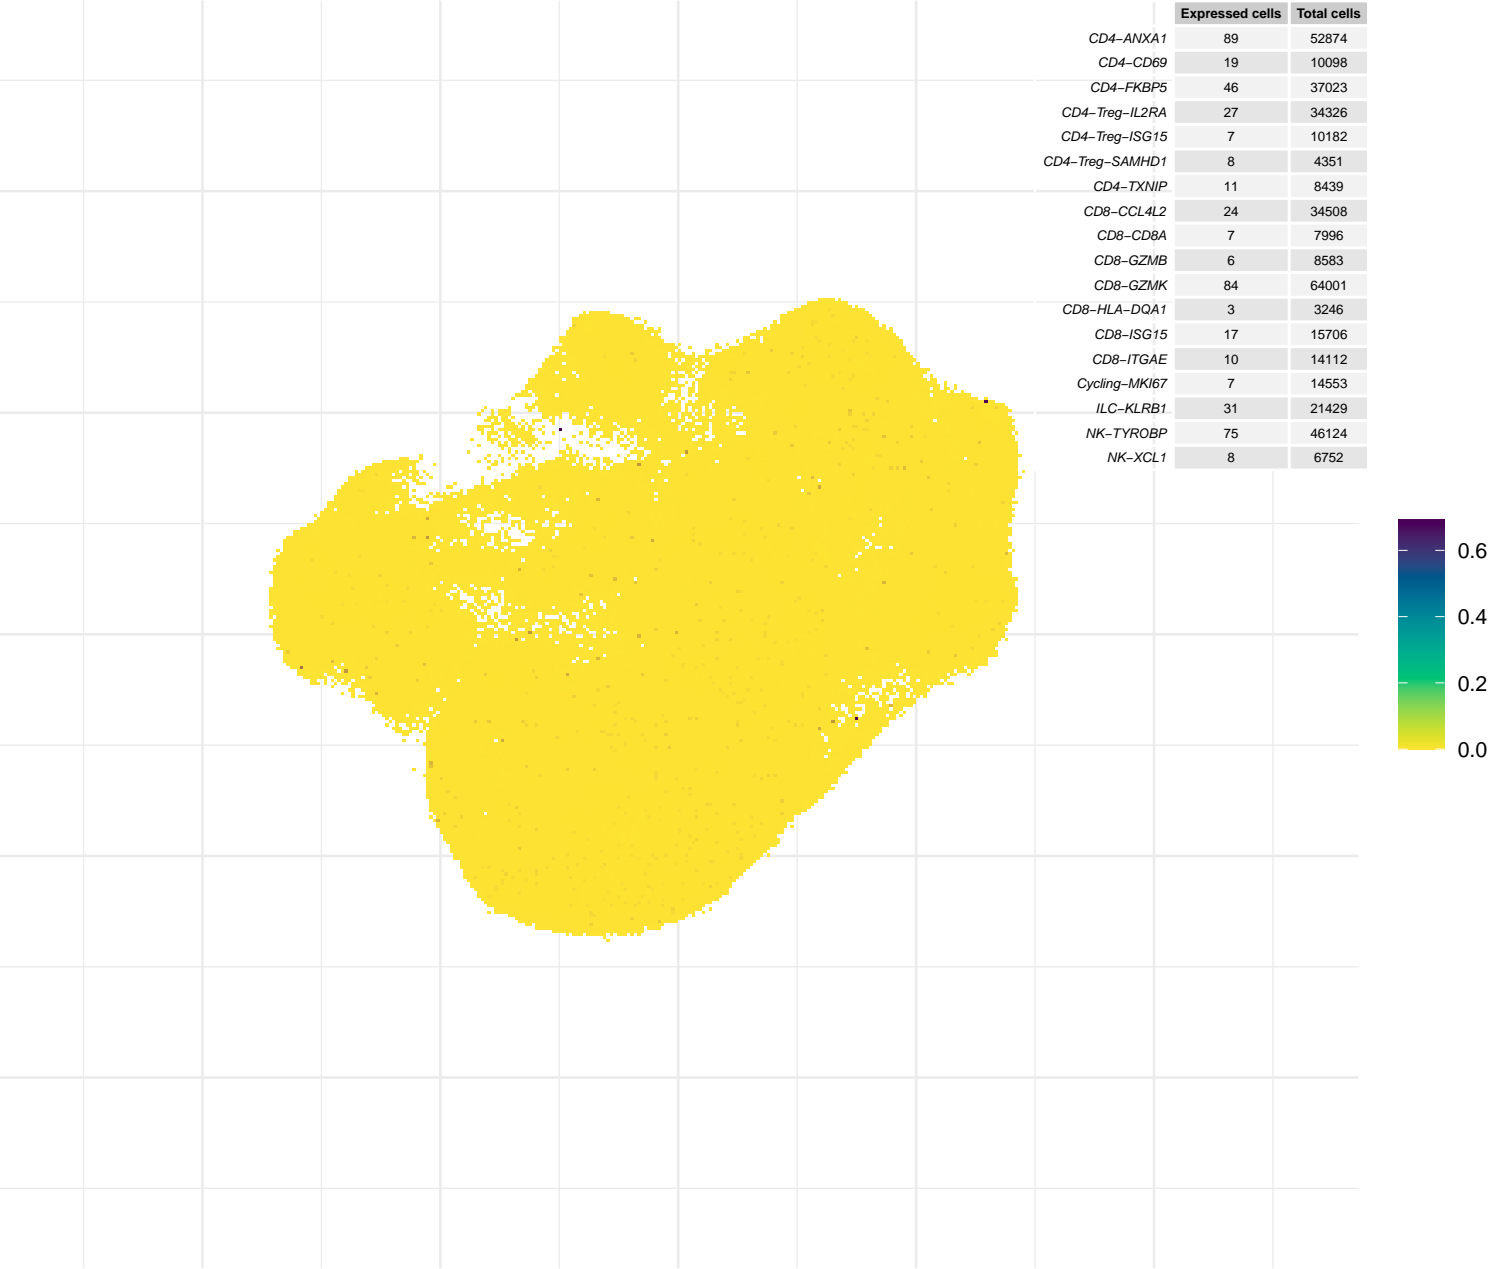 Expressed cells Total cells
CD4−ANXA1 89 52874
CD4−CD69 19 10098
CD4−FKBP5 46 37023
CD4−Treg−IL2RA 27 34326
CD4−Treg−ISG15 7 10182
CD4−Treg−SAMHD1 8 4351
CD4−TXNIP 11 8439
CD8−CCL4L2 24 34508
CD8−CD8A 7 7996
CD8−GZMB 6 8583
CD8−GZMK 84 64001
CD8−HLA−DQA1 3 3246
CD8−ISG15 17 15706
CD8−ITGAE 10 14112
Cycling−MKI67 7 14553
ILC−KLRB1 31 21429
NK−TYROBP 75 46124
NK−XCL1 8 6752
0.6
0.4
0.2
0.0